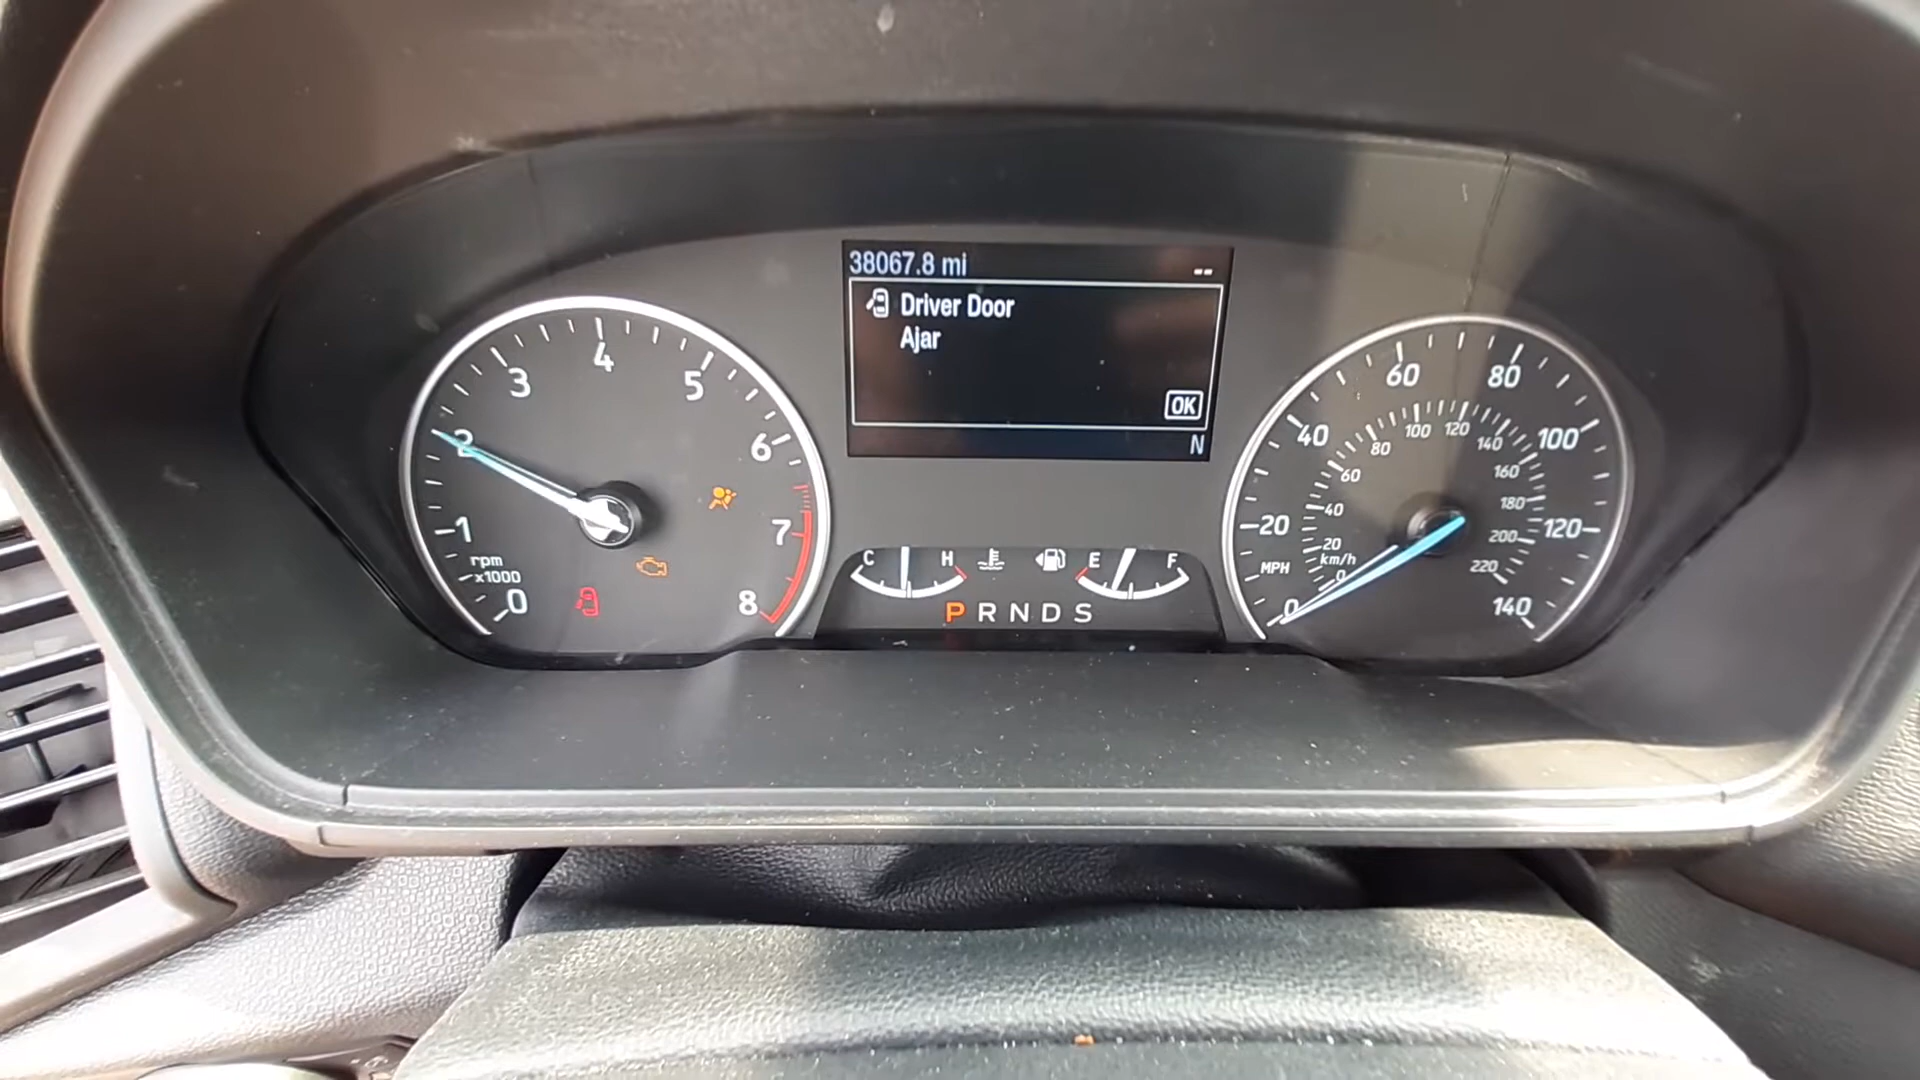 38067.8 mi --
Driver Door
Ajar
OK
N
0 1 2 3 4 5 6 7 8
rpm
x1000
C H E F
P R N D S
0 20 40 60 80 100 120 140
MPH
km/h
0 20 40 60 80 100 120 140 160 180 200 220